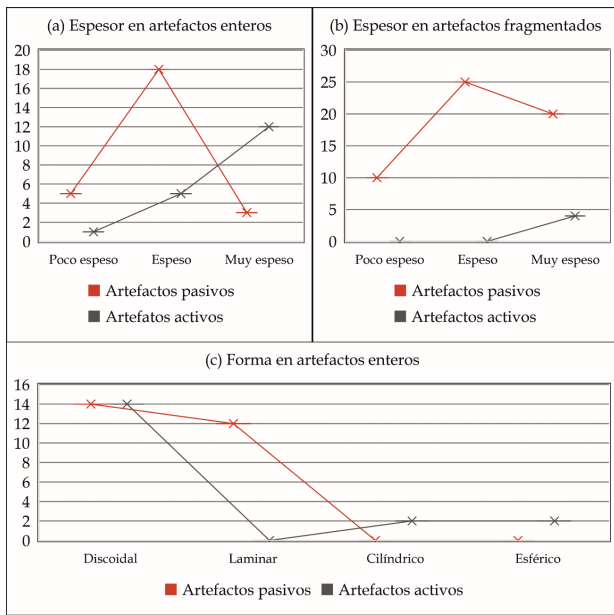 (a) Espesor en artefactos enteros
20
18
16
14
12
10
8
6
4
2
0
Poco espeso Espeso Muy espeso
Artefactos pasivos
Artefatos activos
(b) Espesor en artefactos fragmentados
30
25
20
15
10
5
0
Poco espeso Espeso Muy espeso
Artefactos pasivos
Artefactos activos
(c) Forma en artefactos enteros
16
14
12
10
8
6
4
2
0
Discoidal Laminar Cilíndrico Esférico
Artefactos pasivos Artefactos activos